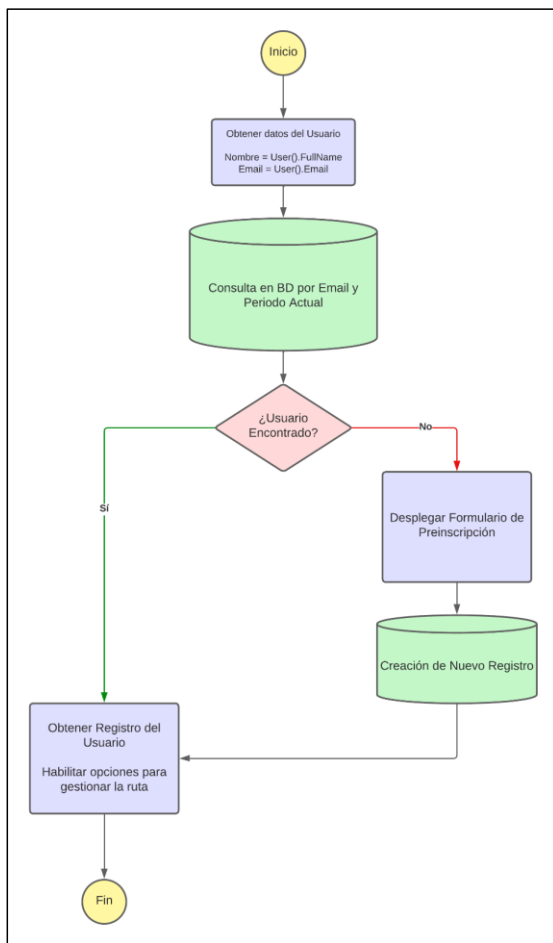 Inicio
Obtener datos del Usuario
Nombre = User().FullName
Email = User().Email
Consulta en BD por Email y
Periodo Actual
¿Usuario
Encontrado?
No
Sí
Desplegar Formulario de
Preinscripción
Creación de Nuevo Registro
Obtener Registro del
Usuario
Habilitar opciones para
gestionar la ruta
Fin